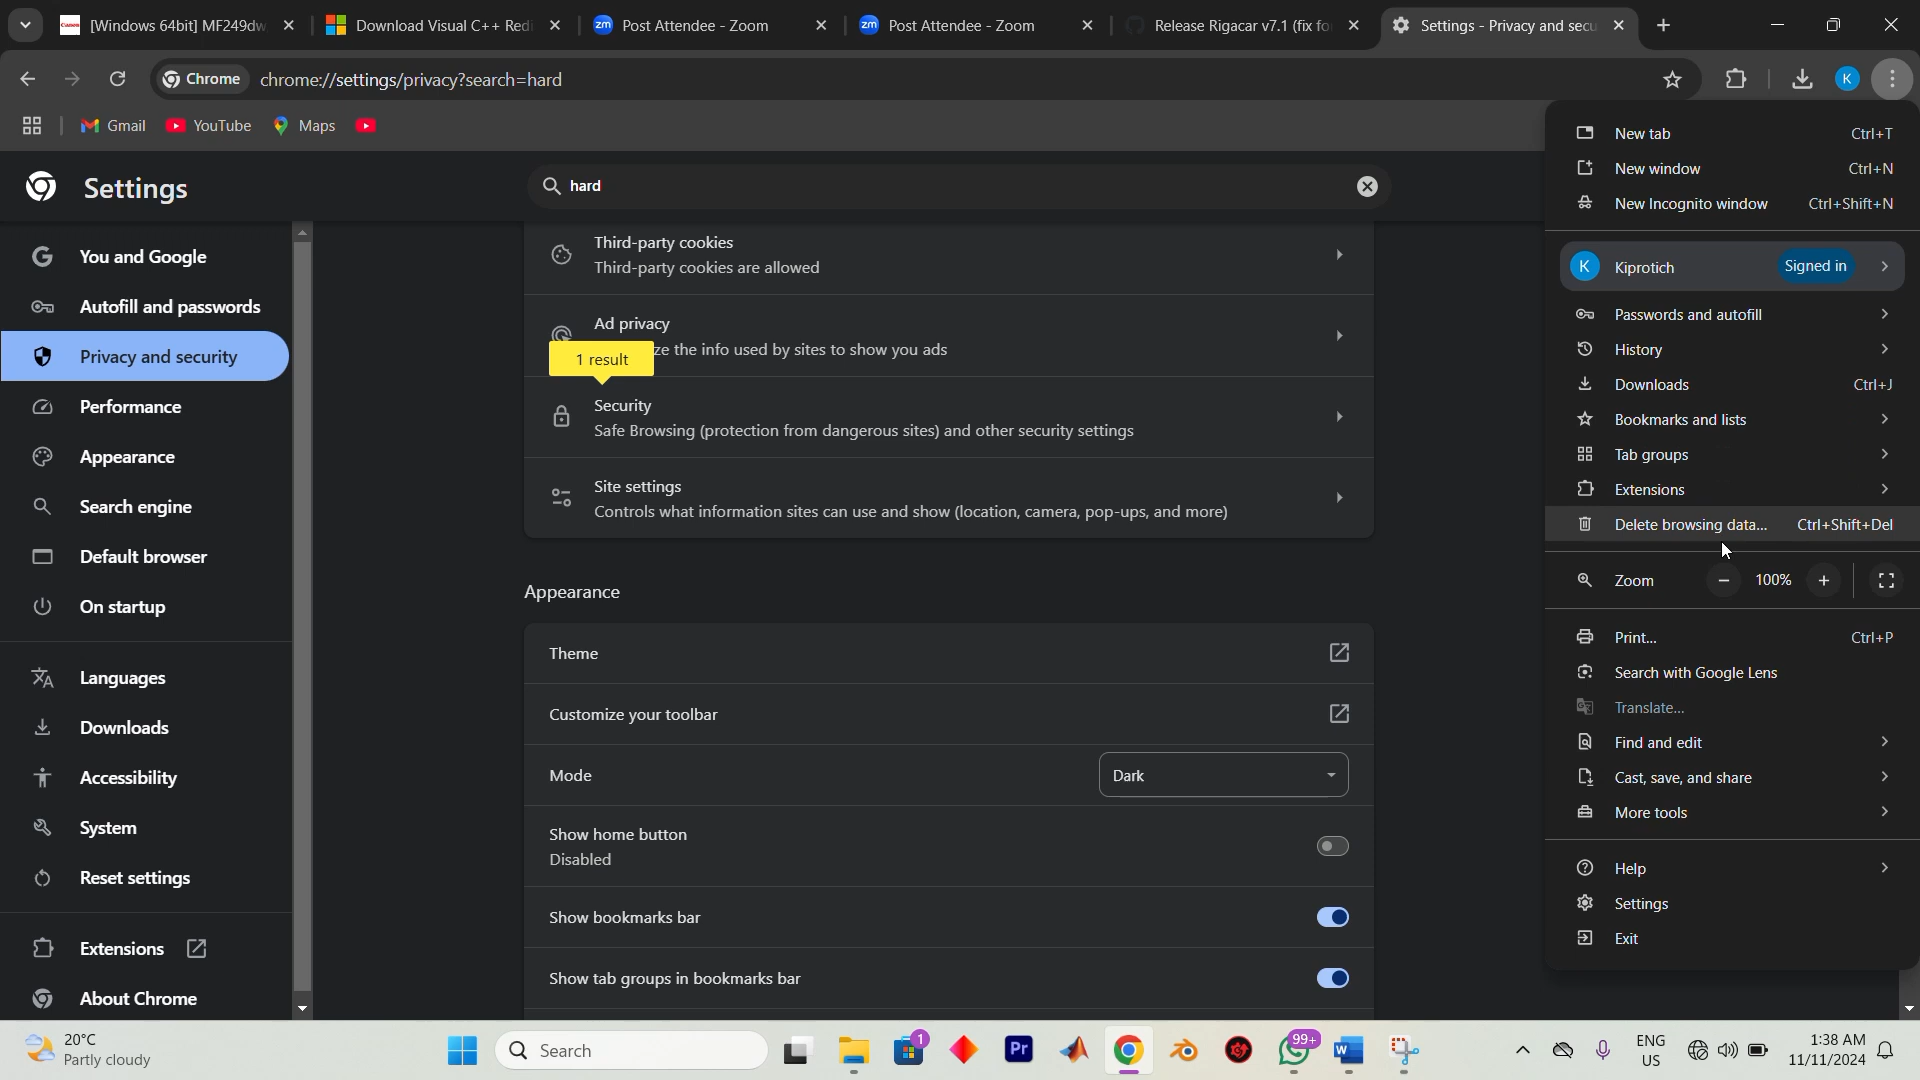 [Windows 64bit] MF249dw
Download Visual C++ Redi
Post Attendee - Zoom
Post Attendee - Zoom
Release Rigacar v7.1 (fix fo
Settings - Privacy and secu
Chrome
chrome://settings/privacy?search=hard
K
Gmail
YouTube
Maps
Settings
hard
You and Google
Autofill and passwords
Privacy and security
Performance
Appearance
Search engine
Default browser
On startup
Languages
Downloads
Accessibility
System
Reset settings
Extensions
About Chrome
Third-party cookies
Third-party cookies are allowed
Ad privacy
ze the info used by sites to show you ads
1 result
Security
Safe Browsing (protection from dangerous sites) and other security settings
Site settings
Controls what information sites can use and show (location, camera, pop-ups, and more)
Appearance
Theme
Customize your toolbar
Mode
Dark
Show home button
Disabled
Show bookmarks bar
Show tab groups in bookmarks bar
New tab Ctrl+T
New window Ctrl+N
New Incognito window Ctrl+Shift+N
K Kiprotich Signed in
Passwords and autofill
History
Downloads Ctrl+J
Bookmarks and lists
Tab groups
Extensions
Delete browsing data... Ctrl+Shift+Del
Zoom - 100% +
Print... Ctrl+P
Search with Google Lens
Translate...
Find and edit
Cast, save, and share
More tools
Help
Settings
Exit
20°C
Partly cloudy
Search
1
Pr
99+
W
ENG
US
1:38 AM
11/11/2024